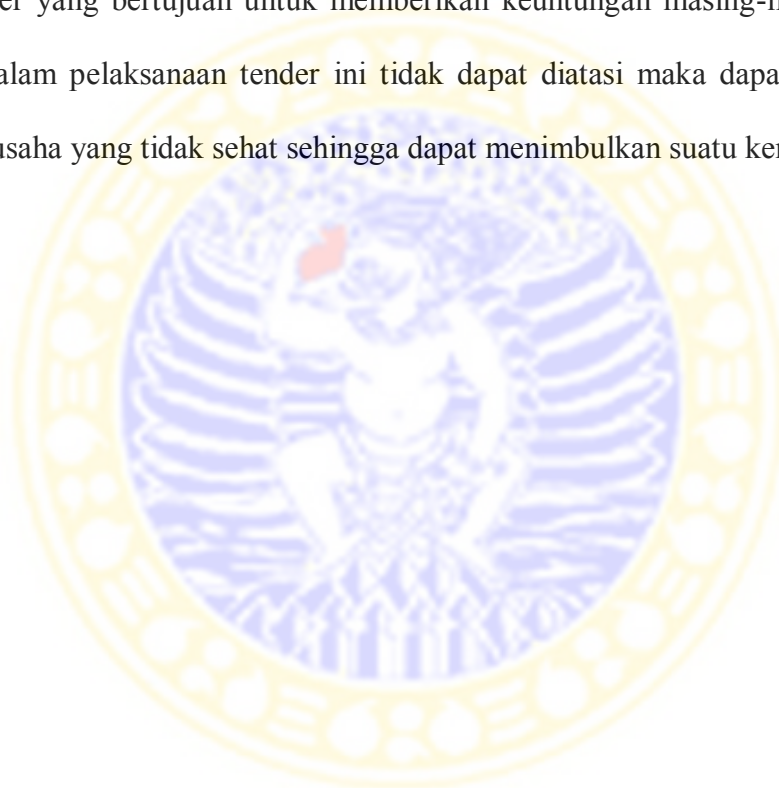 er yang bertujuan untuk memberikan keuntungan masing-m
alam pelaksanaan tender ini tidak dapat diatasi maka dapa
usaha yang tidak sehat sehingga dapat menimbulkan suatu ker